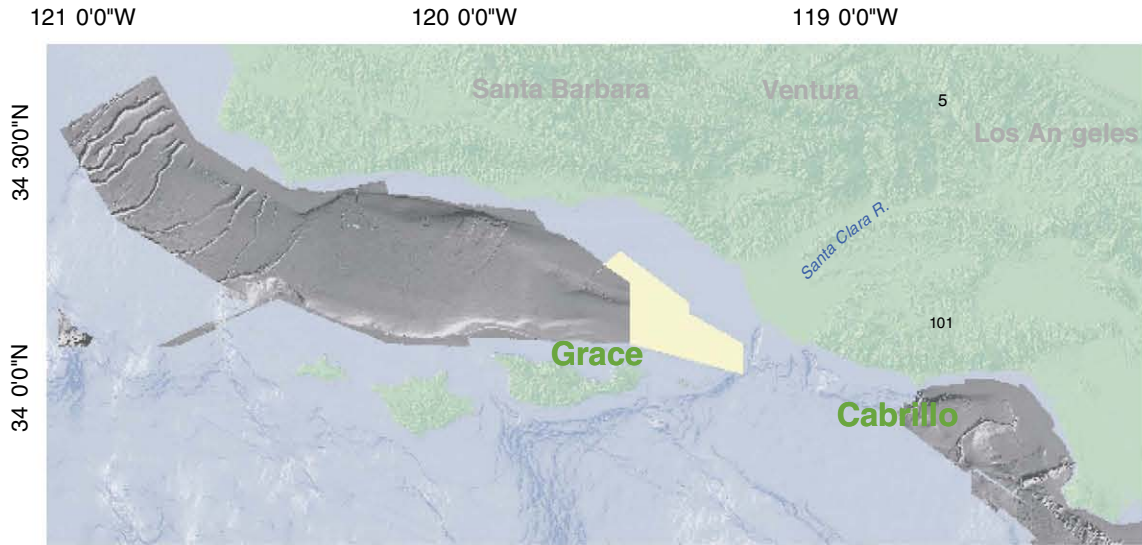 121 0'0"W 120 0'0"W 119 0'0"W
Santa Barbara Ventura
5
Los An geles
34 30'0"N
Santa Clara R.
101
Grace
34 0'0"N
Cabrillo